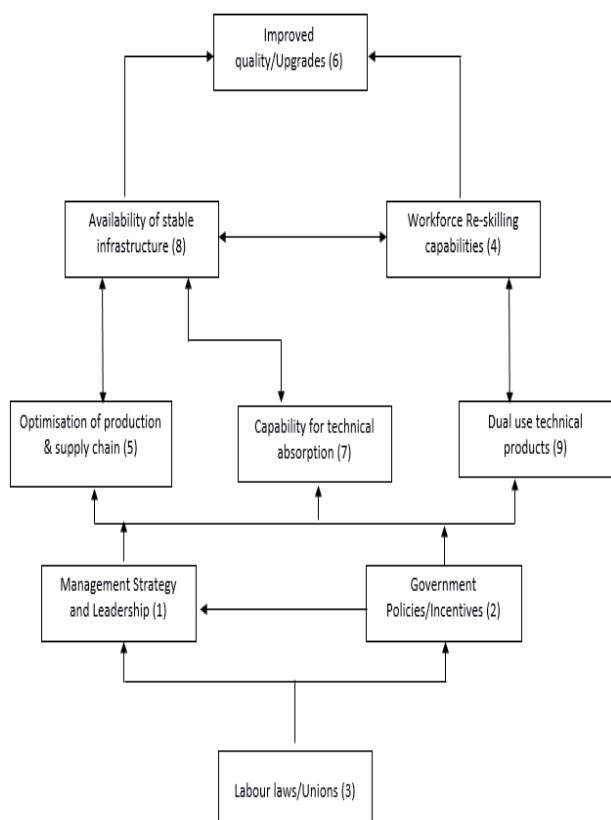 Improved
quality/Upgrades (6)
Availability of stable
infrastructure (8)
Workforce Re-skilling
capabilities (4)
Optimisation of production
& supply chain (5)
Capability for technical
absorption (7)
Dual use technical
products (9)
Management Strategy
and Leadership (1)
Government
Policies/Incentives (2)
Labour laws/Unions (3)